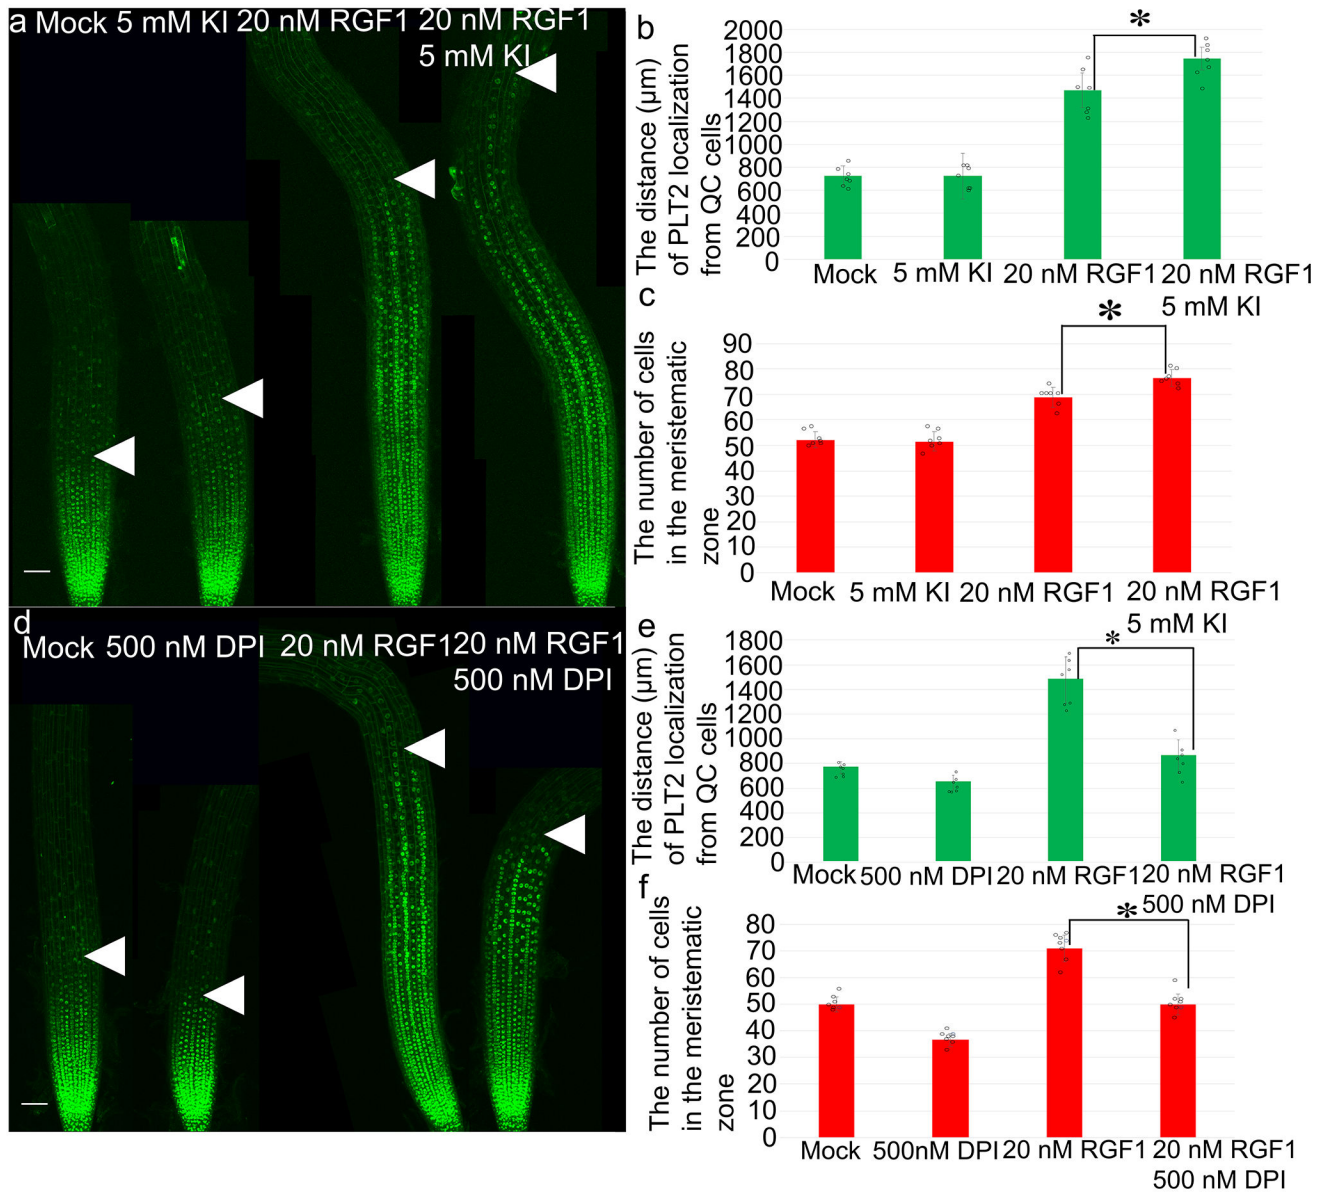 a Mock 5 mM KI 20 nM RGF1 20 nM RGF1
5 mM KI
b
The distance (µm)
of PLT2 localization
from QC cells
2000
1800
1600
1400
1200
1000
800
600
400
200
0
*
Mock 5 mM KI 20 nM RGF1 20 nM RGF1
5 mM KI
c
The number of cells
in the meristematic
zone
90
80
70
60
50
40
30
20
10
0
*
Mock 5 mM KI 20 nM RGF1 20 nM RGF1
5 mM KI
d
Mock 500 nM DPI 20 nM RGF1 20 nM RGF1
500 nM DPI
e
The distance (µm)
of PLT2 localization
from QC cells
1800
1600
1400
1200
1000
800
600
400
200
0
*
Mock 500 nM DPI 20 nM RGF1 20 nM RGF1
500 nM DPI
f
The number of cells
in the meristematic
zone
80
70
60
50
40
30
20
10
0
*
Mock 500nM DPI 20 nM RGF1 20 nM RGF1
500 nM DPI